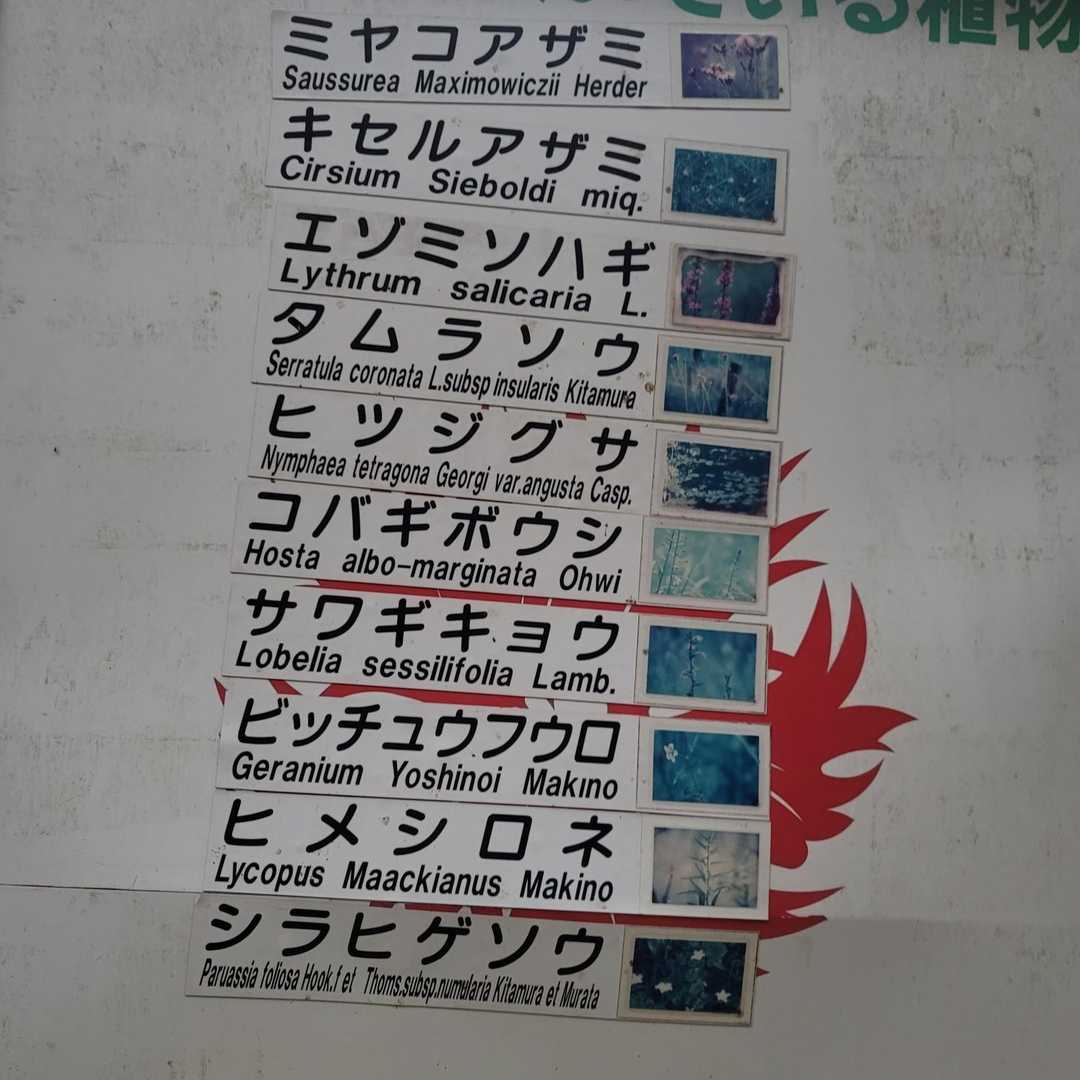 いる植物
ミヤコアザミ
Saussurea Maximowiczii Herder
キセルアザミ
Cirsium Sieboldi miq.
エゾミソハギ
Lythrum salicaria L.
タムラソウ
Serratula coronata L.subsp insularis Kitamura
ヒツジグサ
Nymphaea tetragona Georgi var.angusta Casp.
コバギボウシ
Hosta albo-marginata Ohwi
サワギキョウ
Lobelia sessilifolia Lamb.
ビッチュウフウロ
Geranium Yoshinoi Makino
ヒメシロネ
Lycopus Maackianus Makino
シラヒゲソウ
Paruassia foliosa Hook.f et Thoms.subsp.numularia Kitamura et Murata